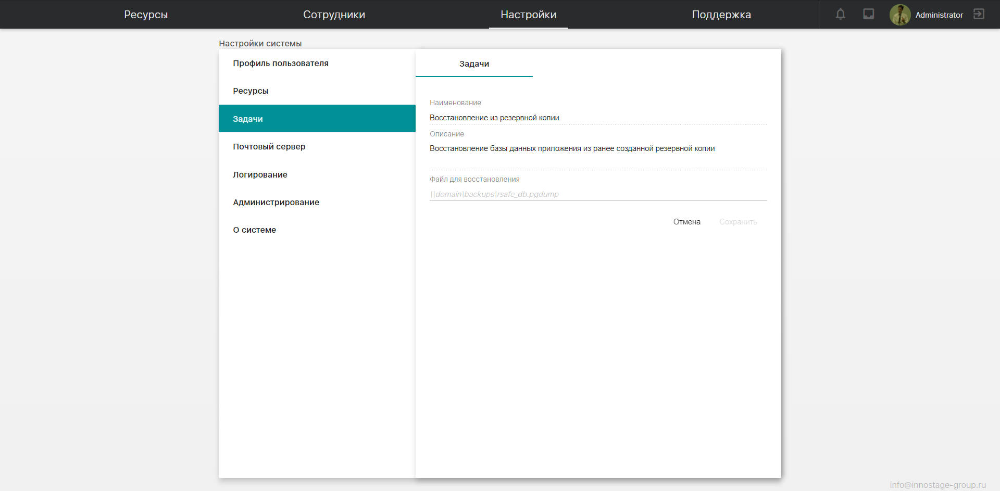 Ресурсы
Сотрудники
Настройки
Поддержка
Administrator
Настройки системы
Профиль пользователя
Ресурсы
Задачи
Почтовый сервер
Логирование
Администрирование
О системе
Задачи
Наименование
Восстановление из резервной копии
Описание
Восстановление базы данных приложения из ранее созданной резервной копии
Файл для восстановления
\\domain\backups\rsafe_db.pgdump
Отмена
Сохранить
info@innostage-group.ru